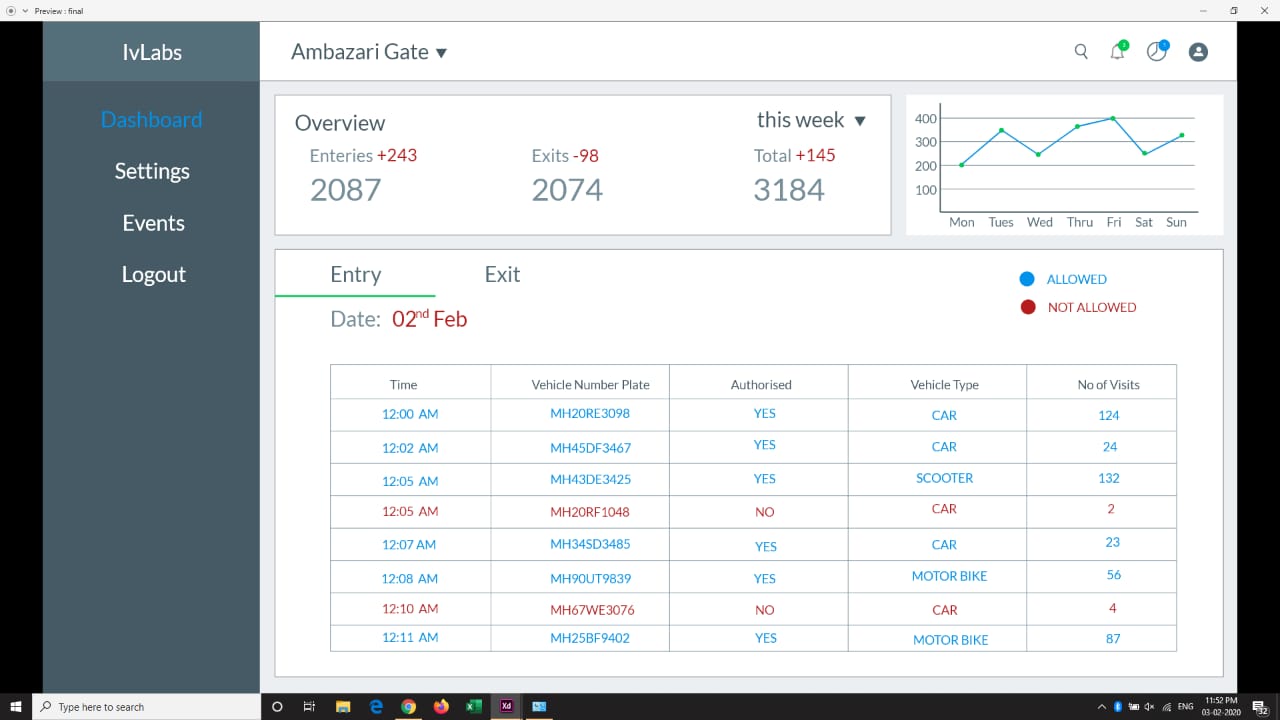 Preview : final
IvLabs
Dashboard
Settings
Events
Logout
Ambazari Gate
2
1
Overview
this week
Enteries +243
Exits -98
Total +145
2087
2074
3184
400
300
200
100
Mon Tues Wed Thru Fri Sat Sun
Entry Exit
ALLOWED
NOT ALLOWED
Date: 02nd Feb
Time Vehicle Number Plate Authorised Vehicle Type No of Visits
12:00 AM MH20RE3098 YES CAR 124
12:02 AM MH45DF3467 YES CAR 24
12:05 AM MH43DE3425 YES SCOOTER 132
12:05 AM MH20RF1048 NO CAR 2
12:07 AM MH34SD3485 YES CAR 23
12:08 AM MH90UT9839 YES MOTOR BIKE 56
12:10 AM MH67WE3076 NO CAR 4
12:11 AM MH25BF9402 YES MOTOR BIKE 87
Type here to search
Xd
ENG
11:52 PM
03-02-2020
32